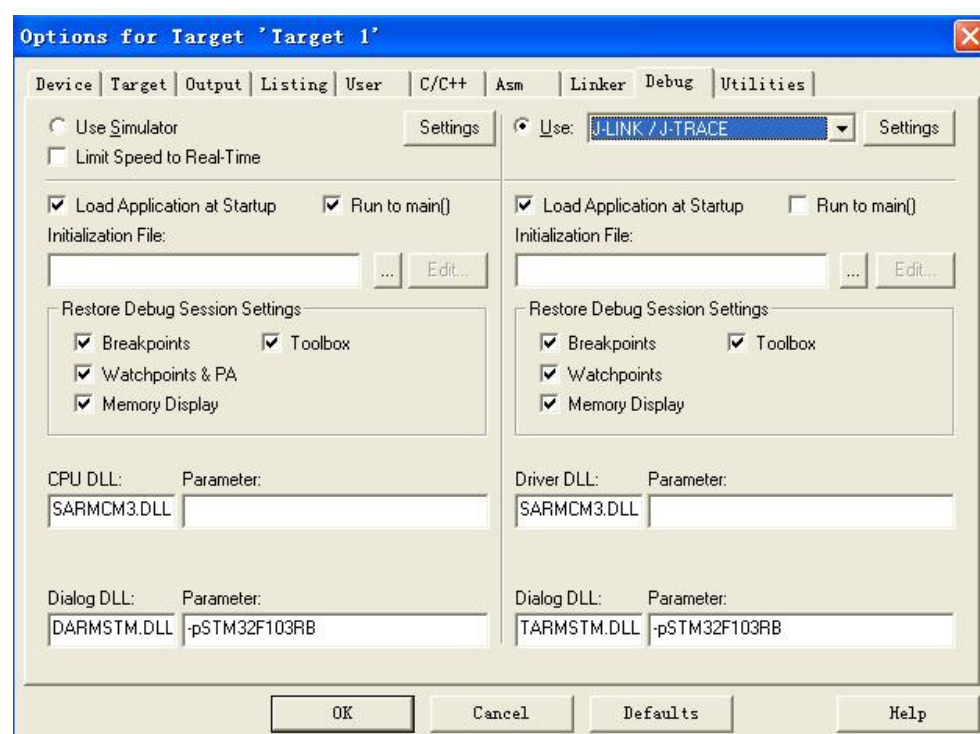 Options for Target 'Target 1'
Device Target Output Listing User C/C++ Asm Linker Debug Utilities
Use Simulator Settings Use: J-LINK / J-TRACE Settings
Limit Speed to Real-Time
Load Application at Startup Run to main() Load Application at Startup Run to main()
Initialization File: Initialization File:
... Edit... ... Edit...
Restore Debug Session Settings Restore Debug Session Settings
Breakpoints Toolbox Breakpoints Toolbox
Watchpoints & PA Watchpoints
Memory Display Memory Display
CPU DLL: Parameter: Driver DLL: Parameter:
SARMCM3.DLL SARMCM3.DLL
Dialog DLL: Parameter: Dialog DLL: Parameter:
DARMSTM.DLL -pSTM32F103RB TARMSTM.DLL -pSTM32F103RB
OK Cancel Defaults Help